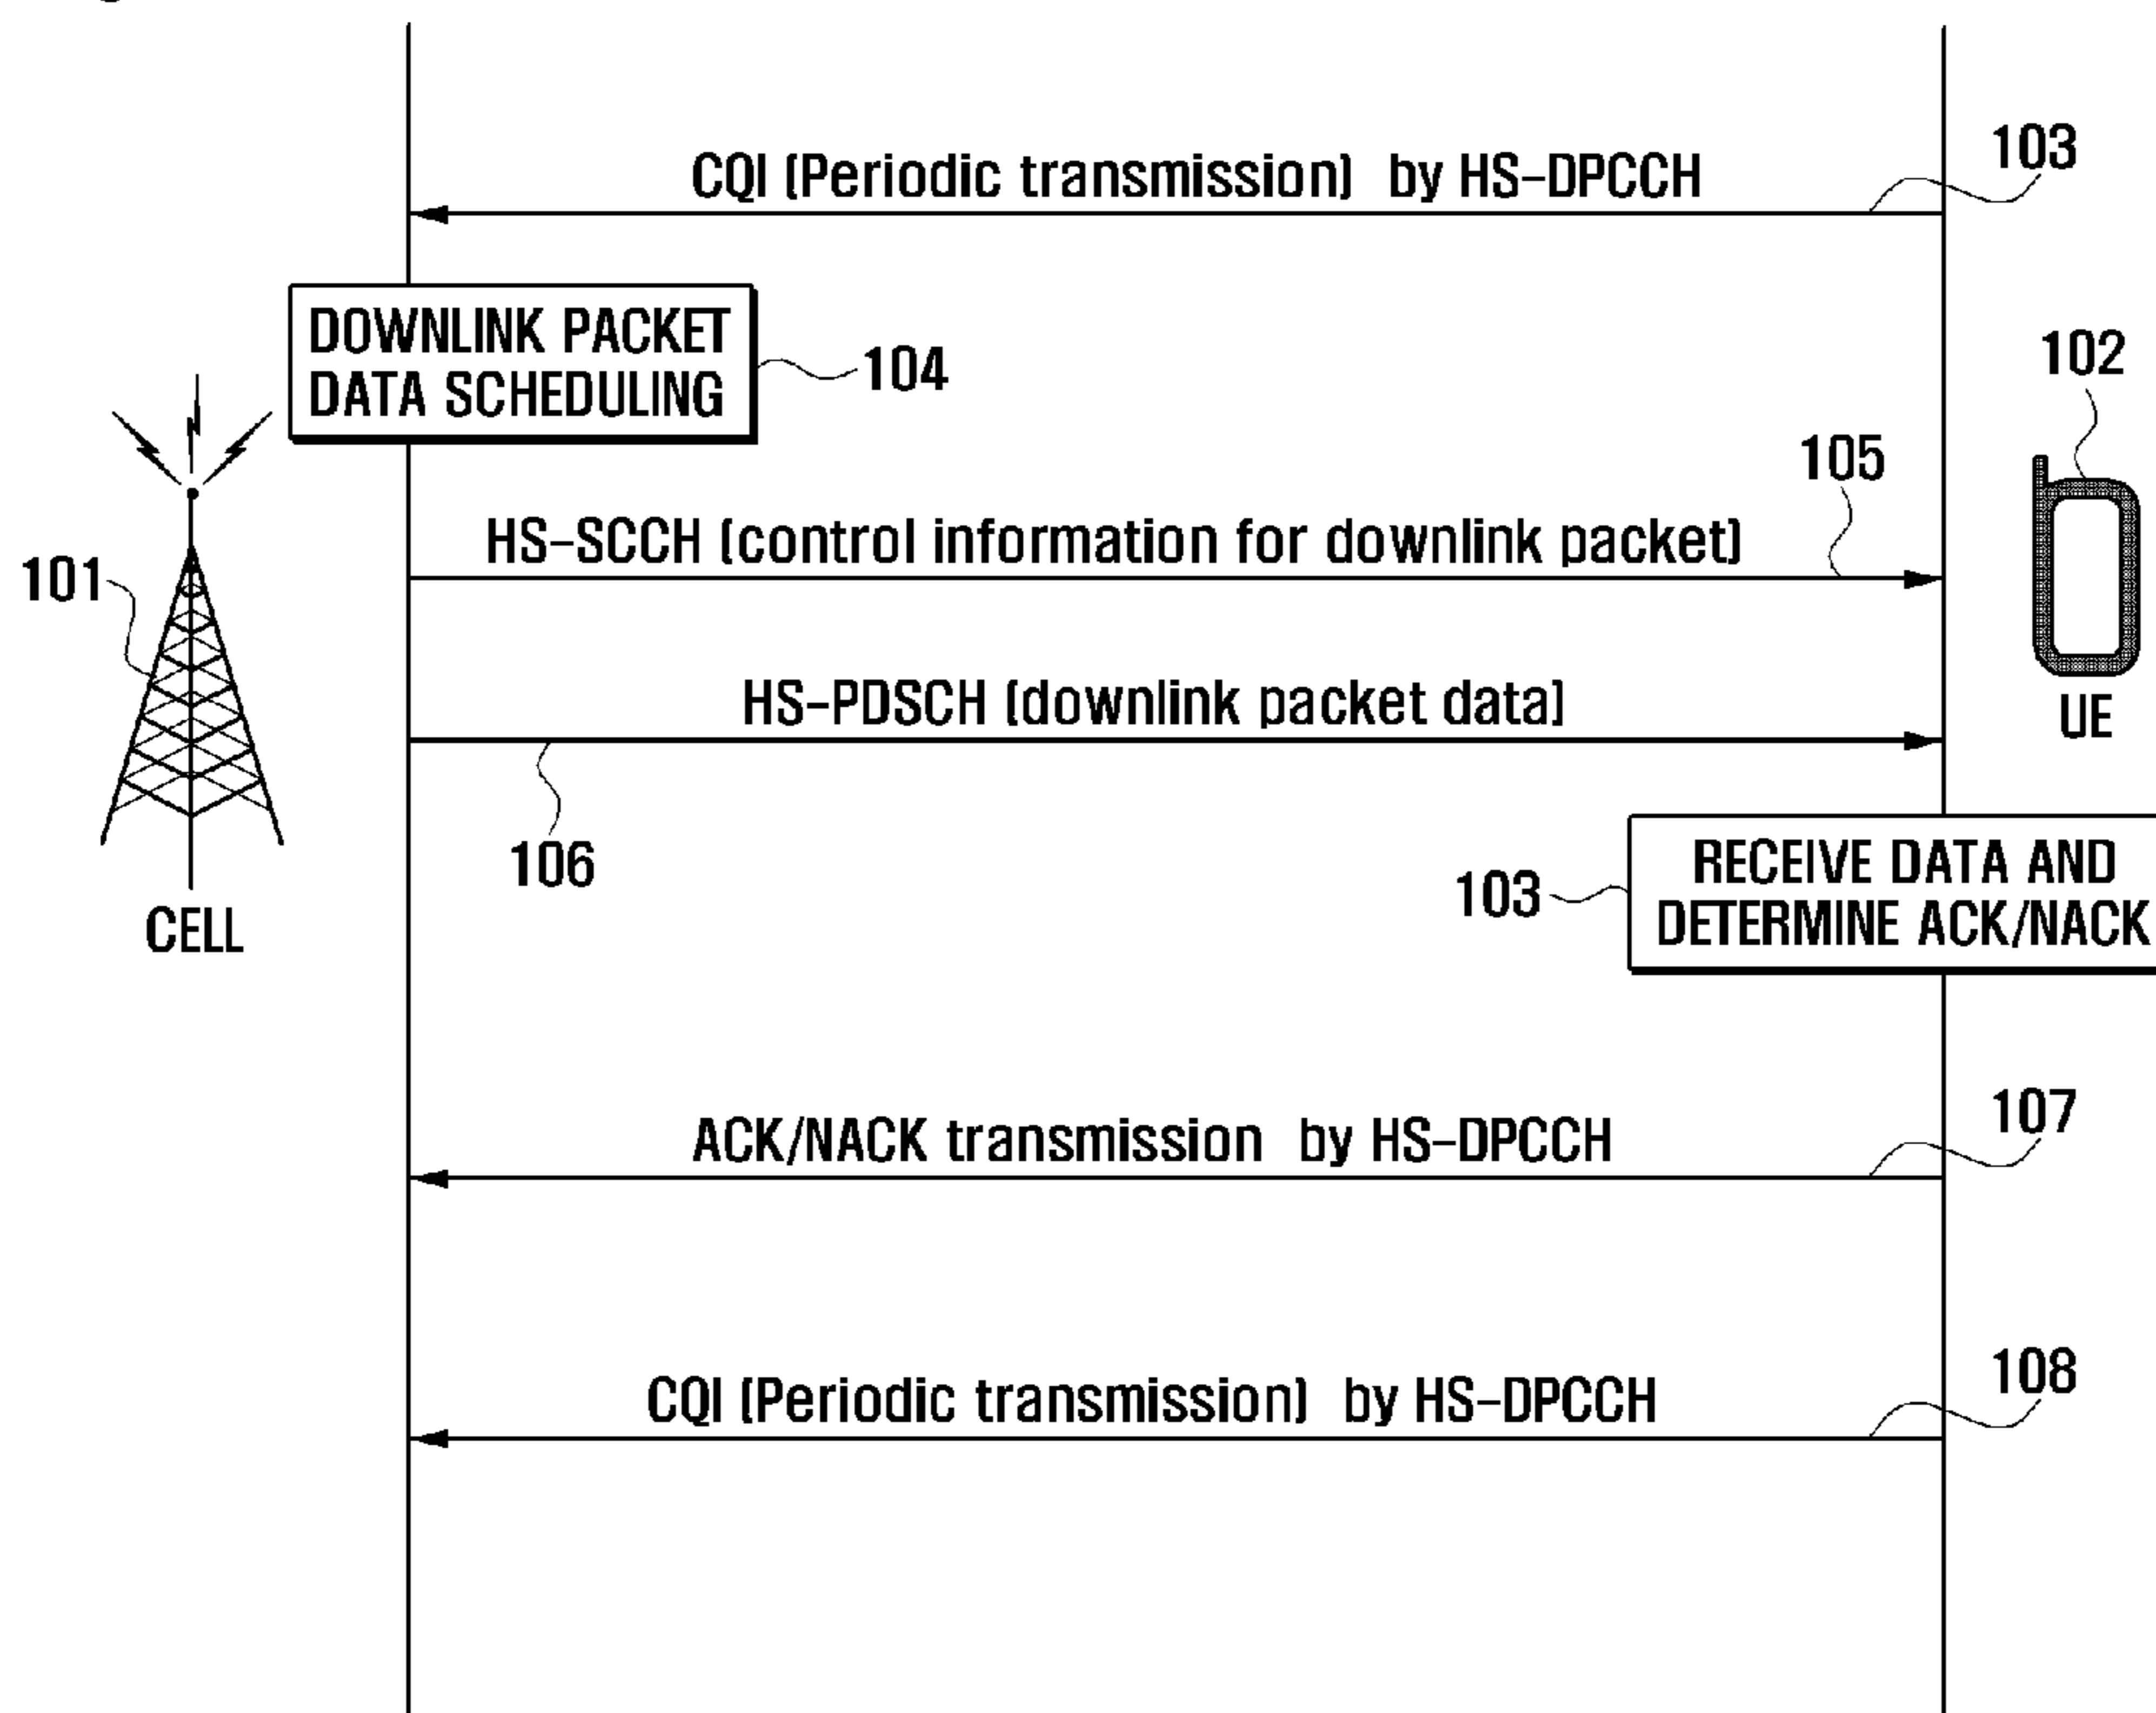 CQI (Periodic transmission) by HS-DPCCH
103
DOWNLINK PACKET
DATA SCHEDULING
104
102
105
HS-SCCH (control information for downlink packet)
101
HS-PDSCH (downlink packet data)
UE
106
RECEIVE DATA AND
DETERMINE ACK/NACK
103
CELL
107
ACK/NACK transmission by HS-DPCCH
108
CQI (Periodic transmission) by HS-DPCCH